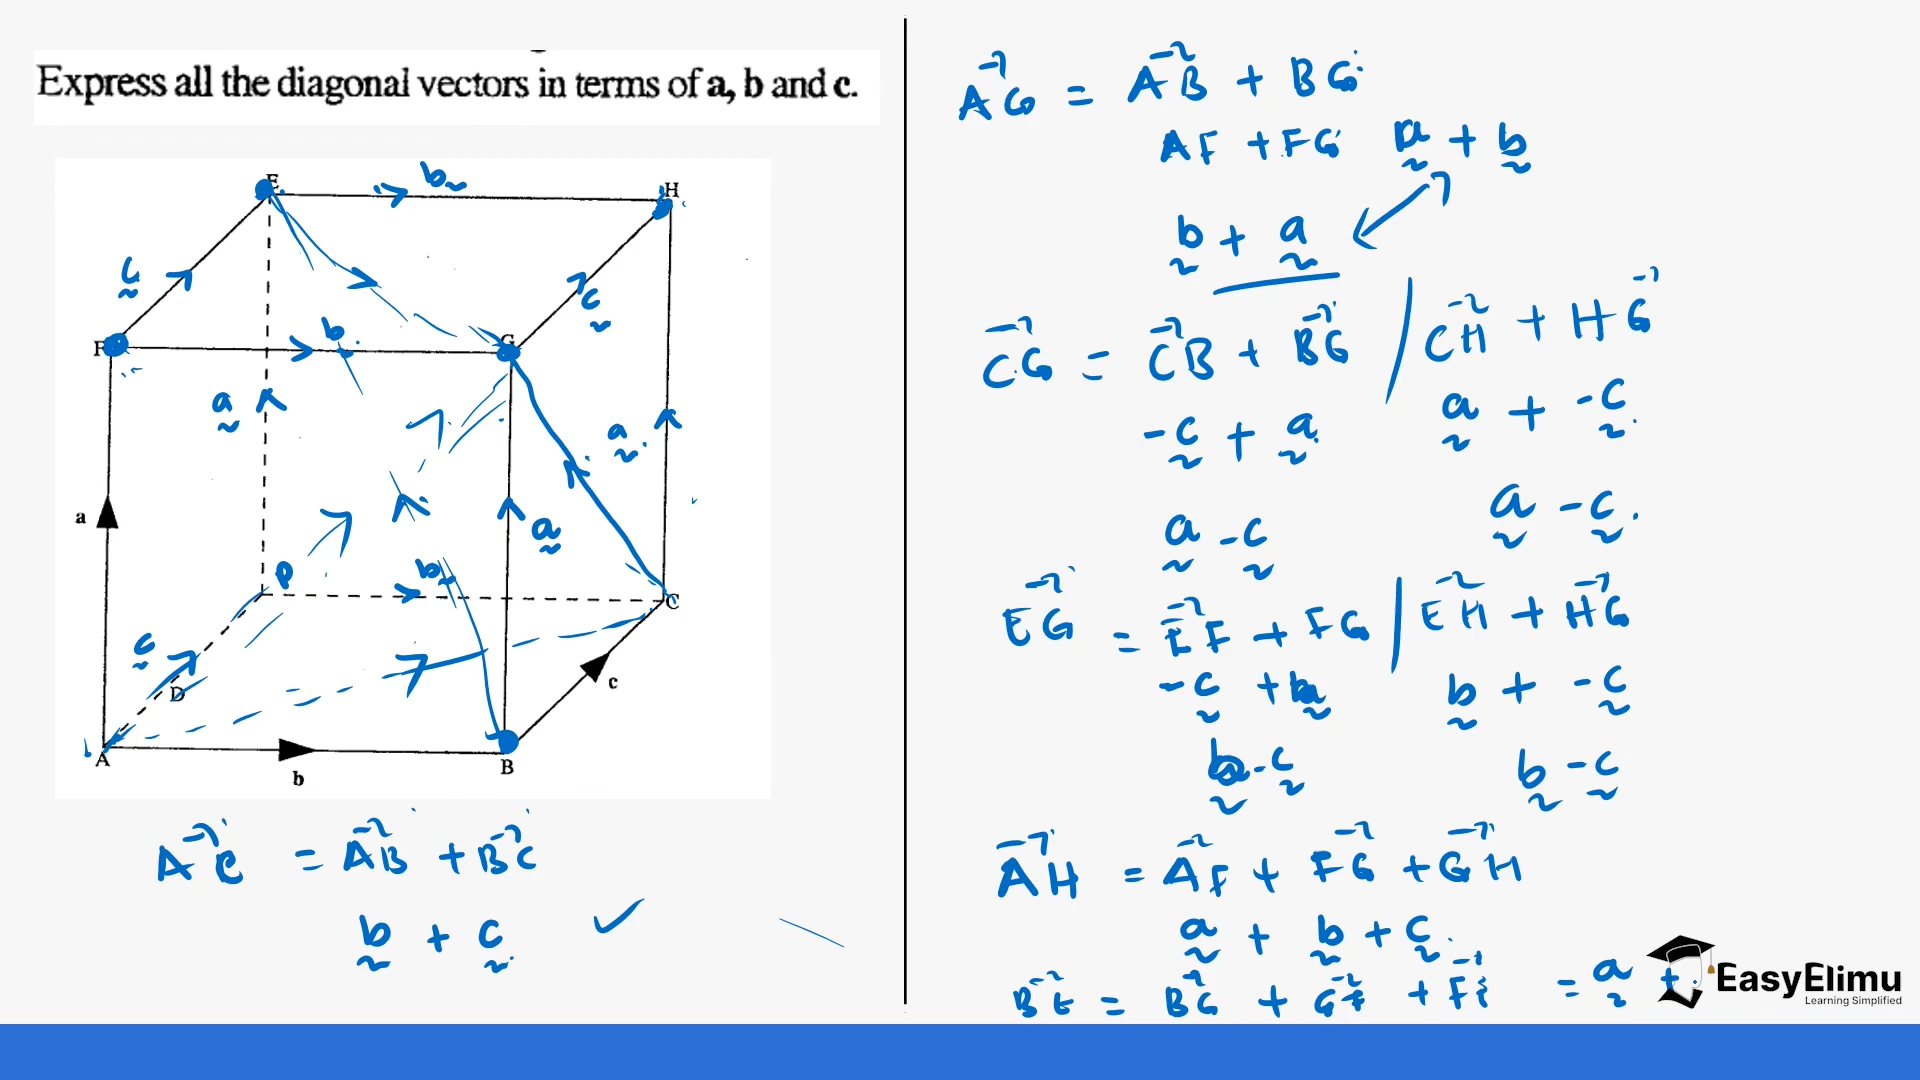 Express all the diagonal vectors in terms of a, b and c.
E
b
H
c
c
F
b
G
a
a
a
a
P
b
C
c
D
c
A
b
B
AC = AB + BC
b + c ✓
AG = AB + BG
AF + FG a + b
b + a
CG = CB + BG / CH + HG
-c + a
a + -c
a - c
a - c
EG = EF + FG / EH + HG
-c + b
b + -c
b - c
b - c
AH = AF + FG + GH
a + b + c
BE = BG + GF + FE = a +
EasyElimu
Learning Simplified